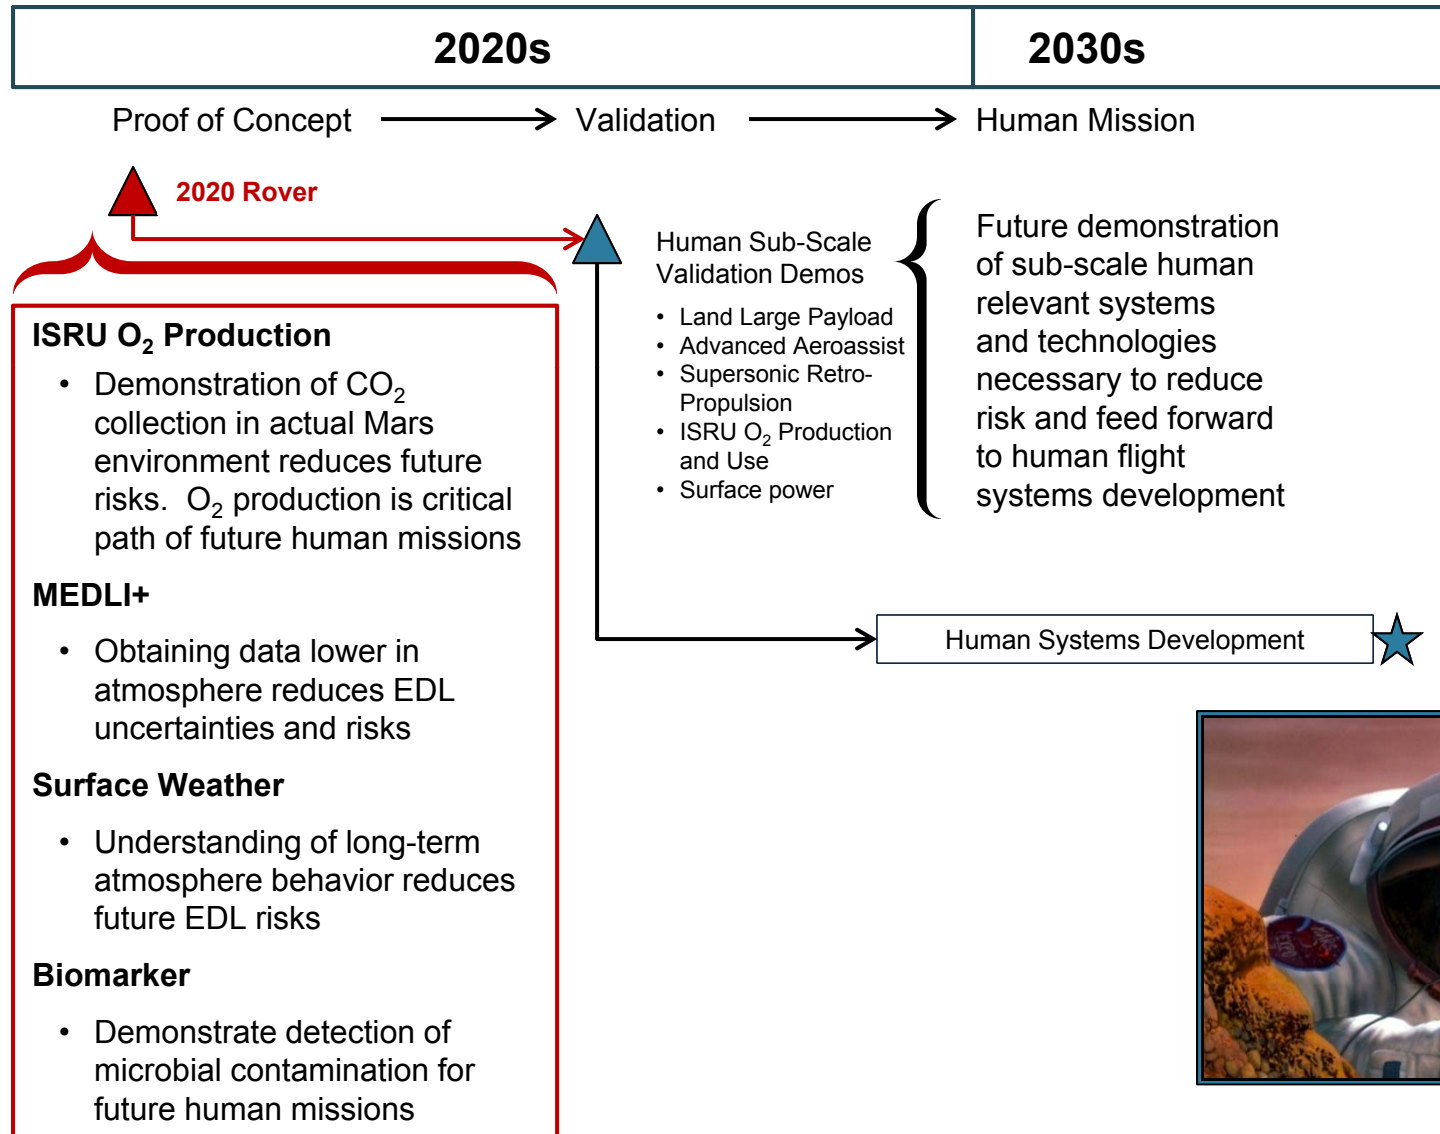 2020s
2030s
Proof of Concept
Validation
Human Mission
2020 Rover
ISRU O₂ Production
• Demonstration of CO₂
collection in actual Mars
environment reduces future
risks.  O₂ production is critical
path of future human missions
MEDLI+
• Obtaining data lower in
atmosphere reduces EDL
uncertainties and risks
Surface Weather
• Understanding of long-term
atmosphere behavior reduces
future EDL risks
Biomarker
• Demonstrate detection of
microbial contamination for
future human missions
Human Sub-Scale
Validation Demos
• Land Large Payload
• Advanced Aeroassist
• Supersonic Retro-
Propulsion
• ISRU O₂ Production
and Use
• Surface power
Future demonstration
of sub-scale human
relevant systems
and technologies
necessary to reduce
risk and feed forward
to human flight
systems development
Human Systems Development